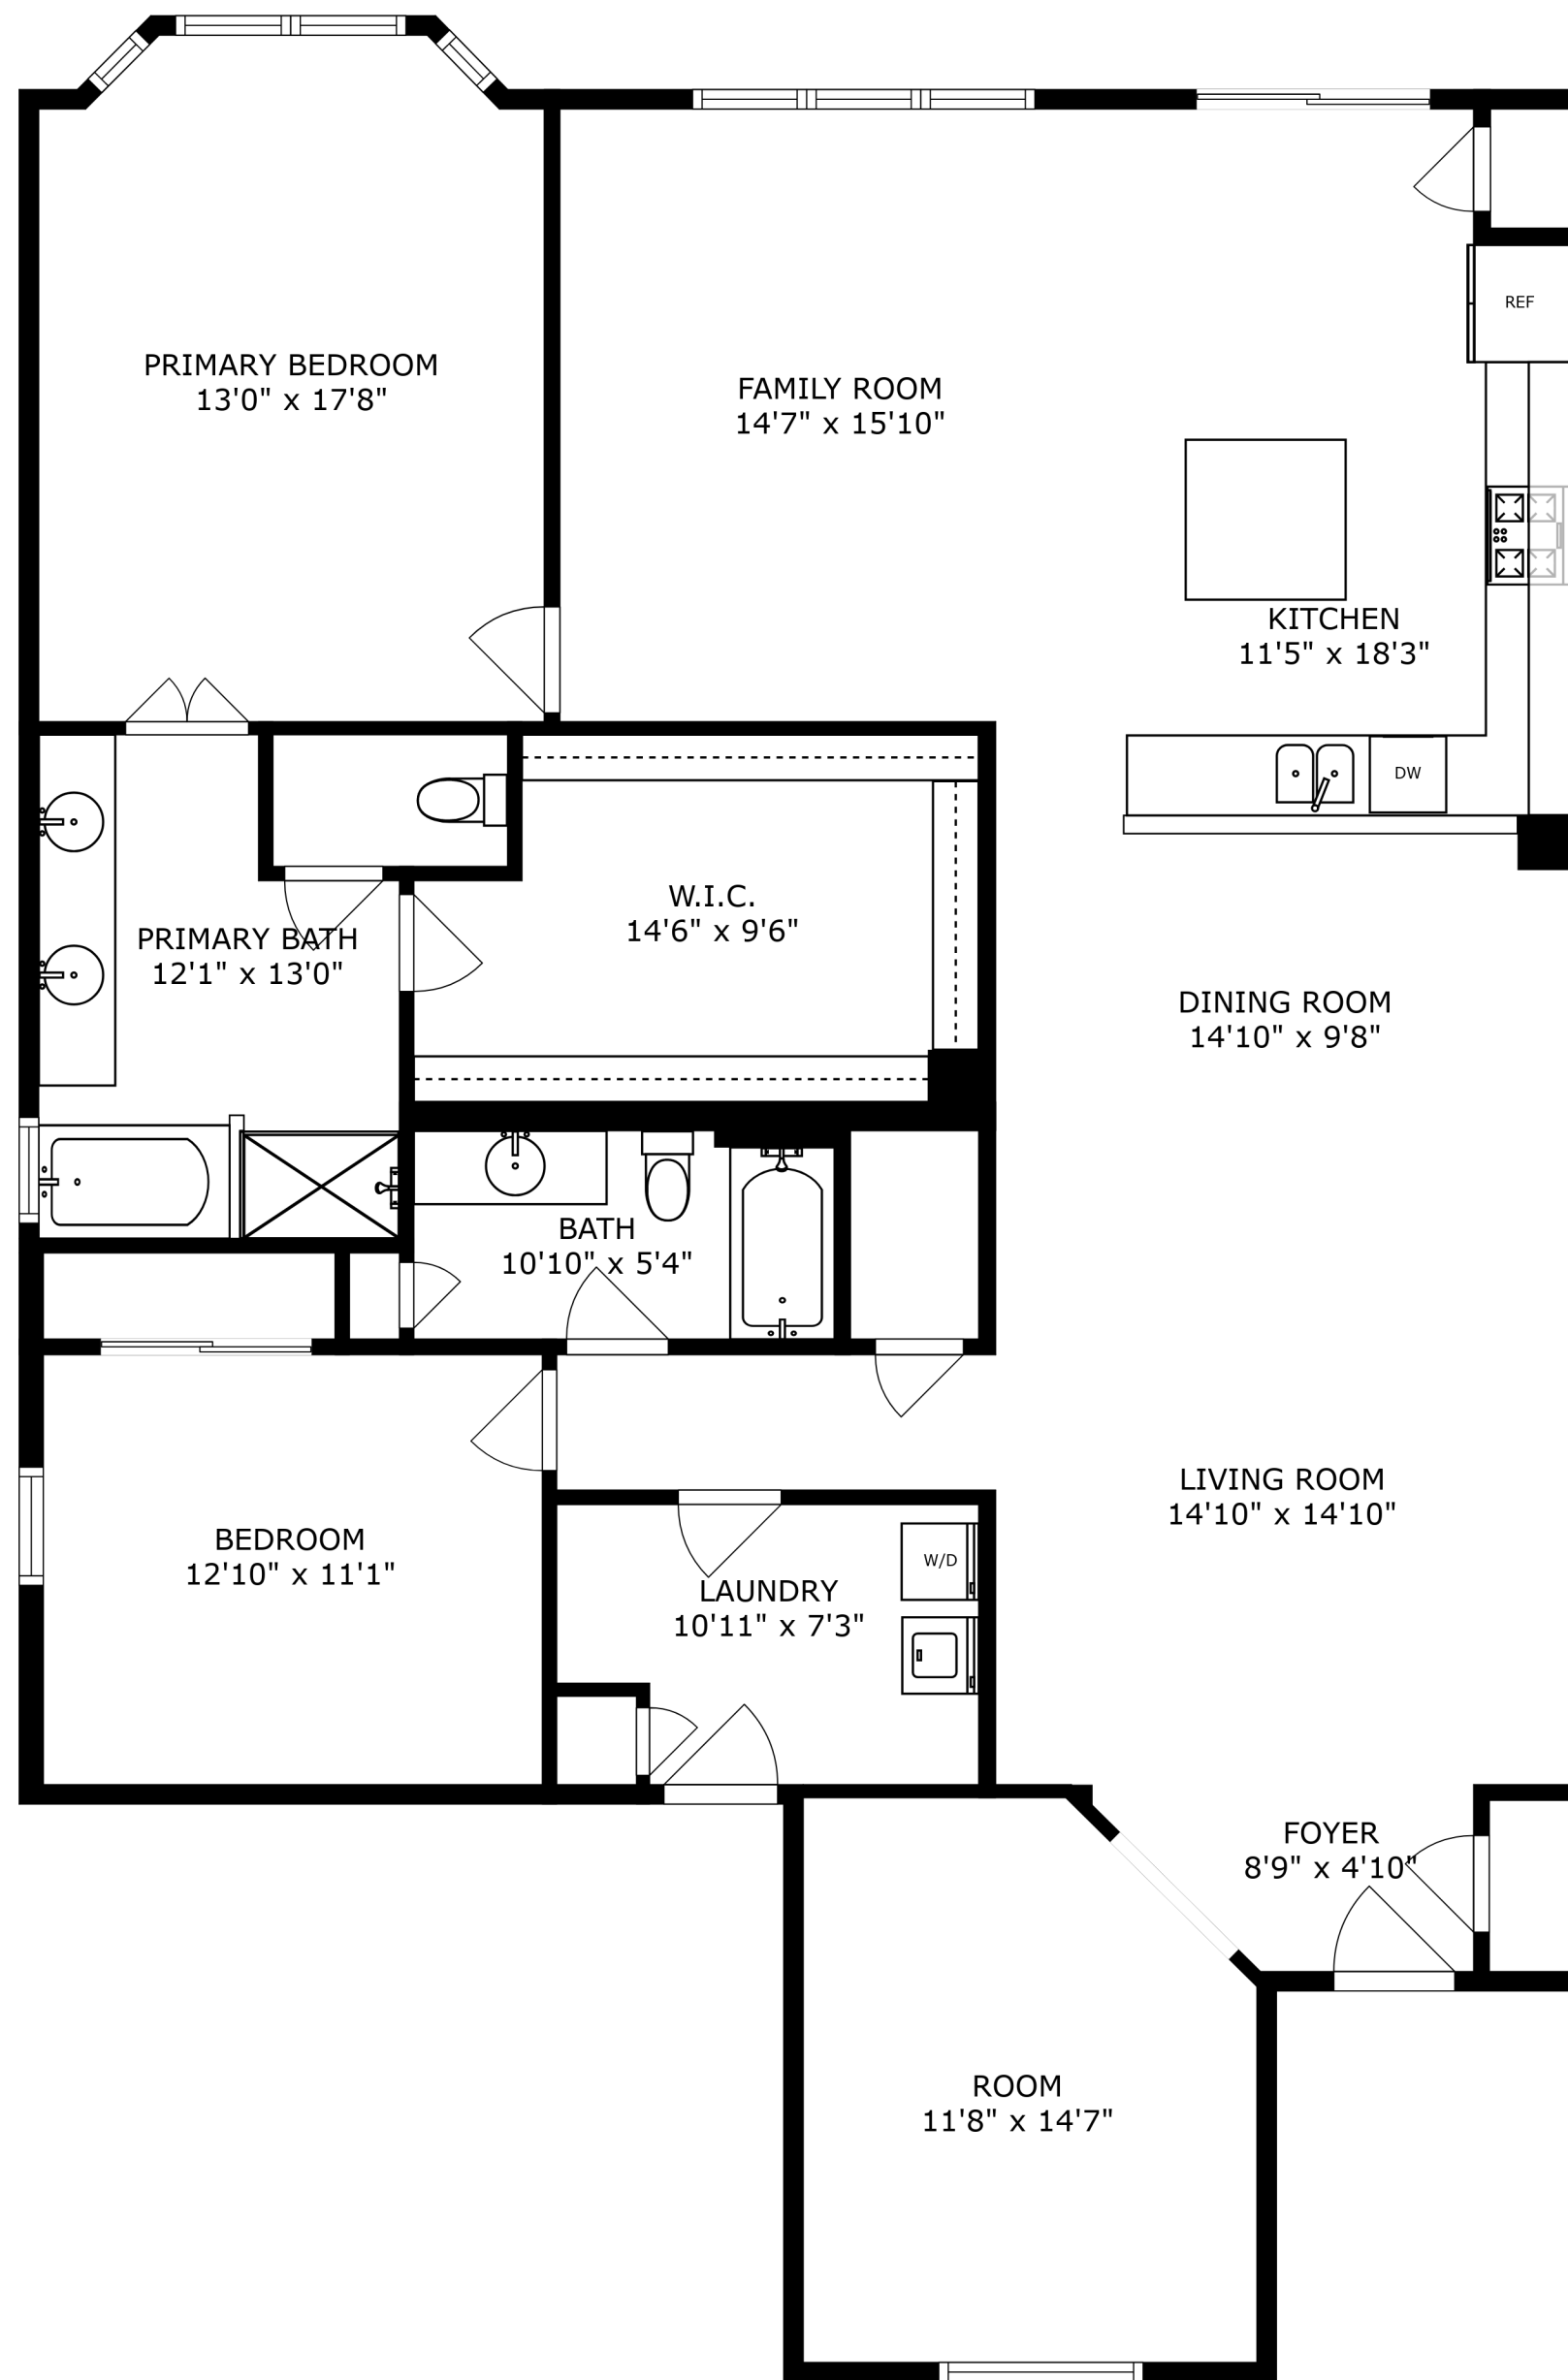 PRIMARY BEDROOM
13'0" x 17'8"
FAMILY ROOM
14'7" x 15'10"
REF
KITCHEN
11'5" x 18'3"
DW
W.I.C.
14'6" x 9'6"
PRIMARY BATH
12'1" x 13'0"
DINING ROOM
14'10" x 9'8"
BATH
10'10" x 5'4"
LIVING ROOM
14'10" x 14'10"
BEDROOM
12'10" x 11'1"
W/D
LAUNDRY
10'11" x 7'3"
FOYER
8'9" x 4'10"
ROOM
11'8" x 14'7"